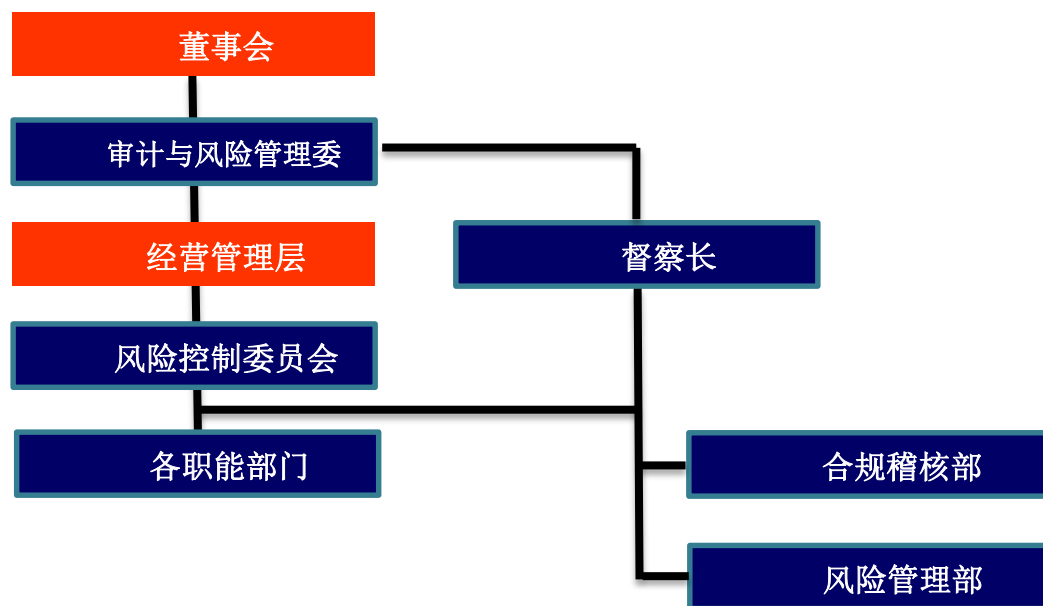 董事会
审计与风险管理委
经营管理层
督察长
风险控制委员会
各职能部门
合规稽核部
风险管理部